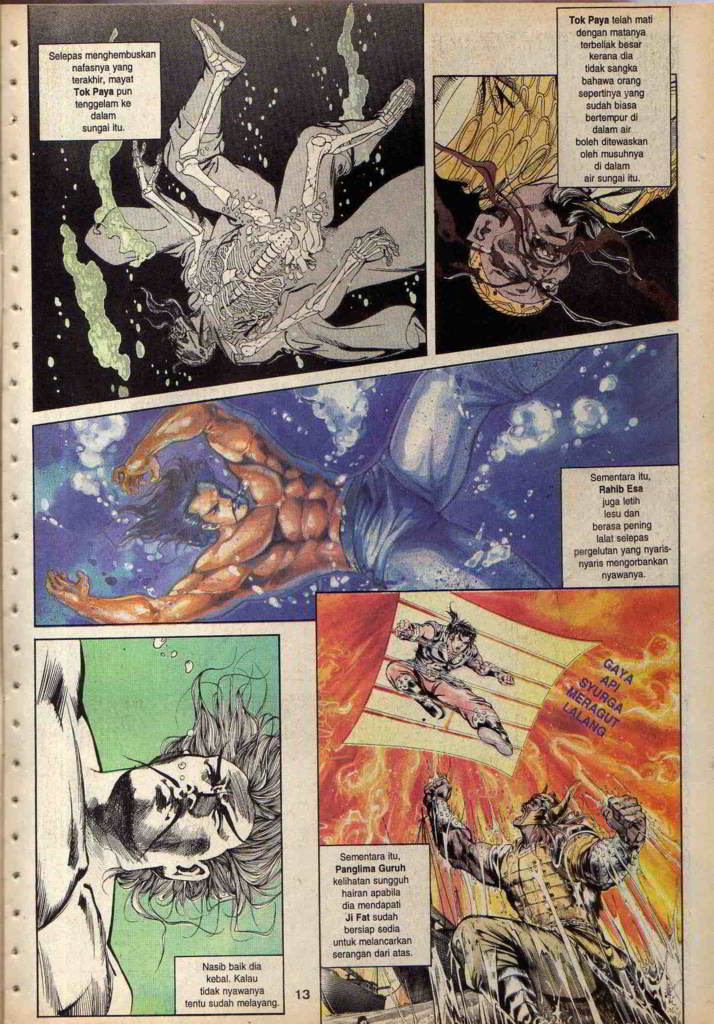 Selepas menghembuskan
nafasnya yang
terakhir, mayat
Tok Paya pun
tenggelam ke
dalam
sungai itu.
Tok Paya telah mati
dengan matanya
terbeliak besar
kerana dia
tidak sangka
bahawa orang
sepertinya yang
sudah biasa
bertempur di
dalam air
boleh ditewaskan
oleh musuhnya
di dalam
air sungai itu.
Sementara itu,
Rahib Esa
juga letih
lesu dan
berasa pening
lalat selepas
pergelutan yang nyaris-
nyaris mengorbankan
nyawanya.
Nasib baik dia
kebal. Kalau
tidak nyawanya
tentu sudah melayang.
GAYA
API
SYURGA
MERAGUT
LALANG
Sementara itu,
Panglima Guruh
kelihatan sungguh
hairan apabila
dia mendapati
Ji Fat sudah
bersiap sedia
untuk melancarkan
serangan dari atas.
13